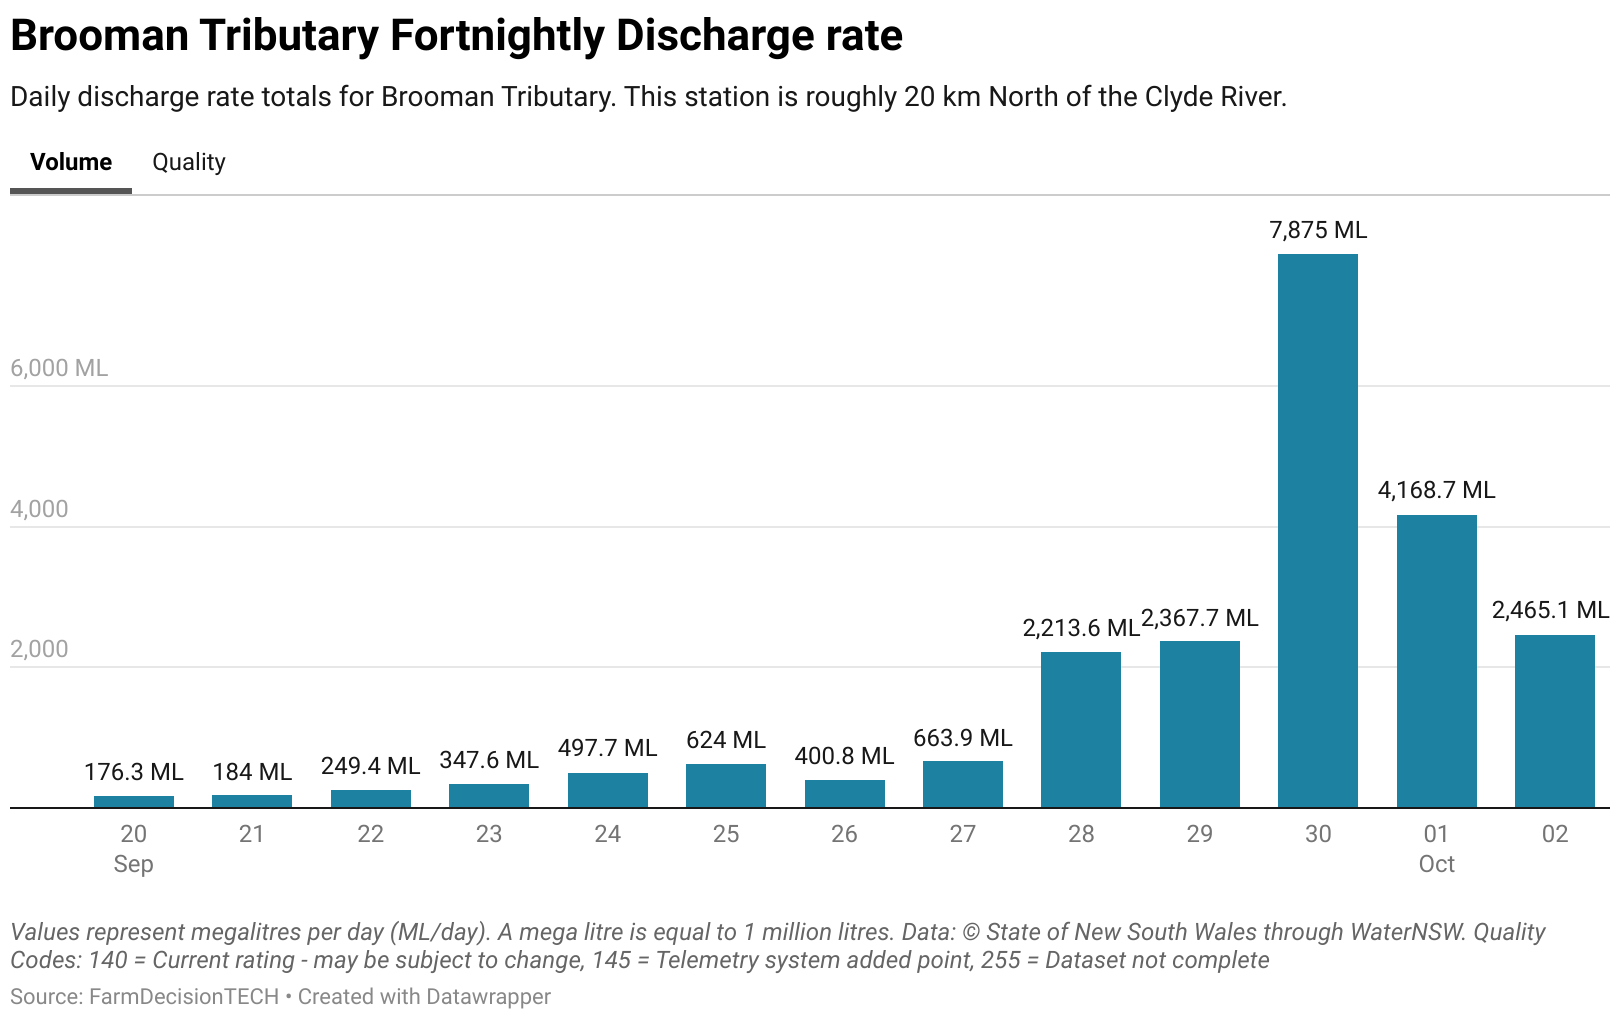 Brooman Tributary Fortnightly Discharge rate
Daily discharge rate totals for Brooman Tributary. This station is roughly 20 km North of the Clyde River.
Volume Quality
7,875 ML
6,000 ML
4,168.7 ML
4,000
2,465.1 ML
2,213.6 ML 2,367.7 ML
2,000
176.3 ML 184 ML 249.4 ML 347.6 ML 497.7 ML 624 ML 400.8 ML 663.9 ML
20 21 22 23 24 25 26 27 28 29 30 01 02
Sep Oct
Values represent megalitres per day (ML/day). A mega litre is equal to 1 million litres. Data: © State of New South Wales through WaterNSW. Quality
Codes: 140 = Current rating - may be subject to change, 145 = Telemetry system added point, 255 = Dataset not complete
Source: FarmDecisionTECH • Created with Datawrapper